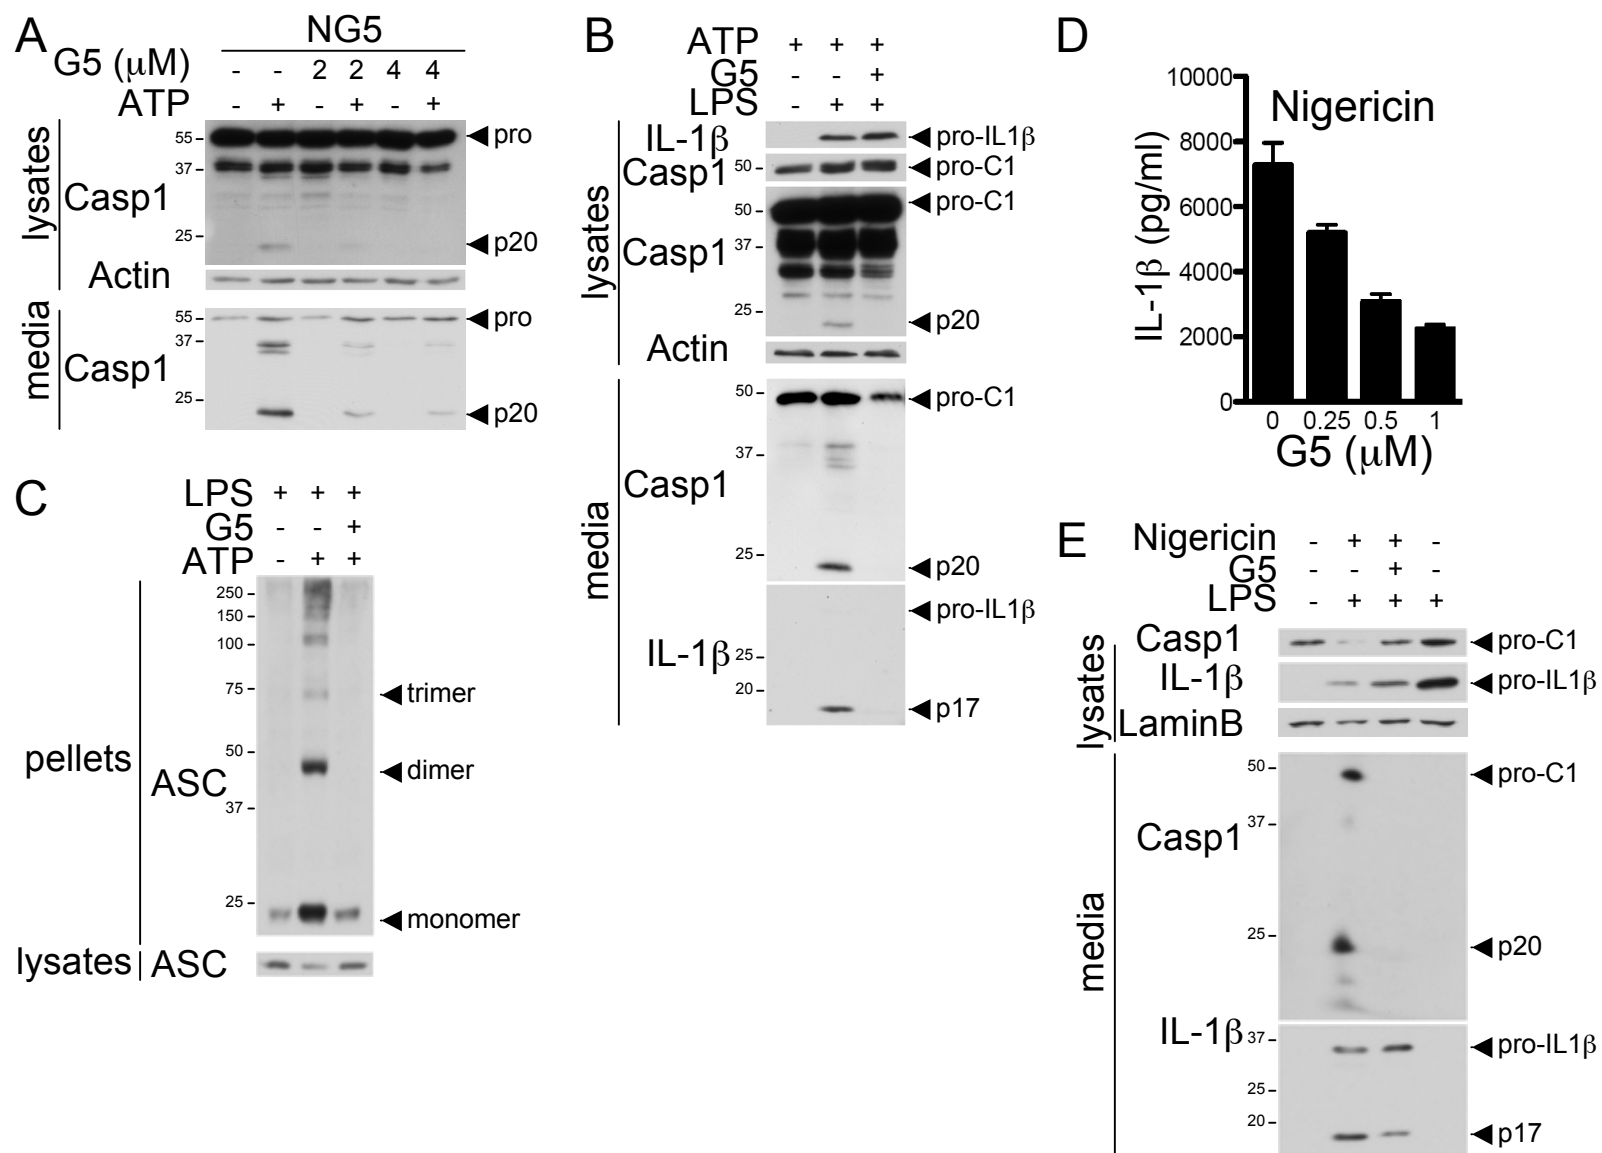 A
NG5
G5 (μM) - - 2 2 4 4
ATP - + - + - +
lysates
55
pro
37
Casp1
25
p20
Actin
media
55
pro
37
Casp1
25
p20
B
ATP + + +
G5 - - +
LPS - + +
lysates
IL-1β
pro-IL1β
Casp1
50
pro-C1
50
pro-C1
Casp1
37
25
p20
Actin
media
50
pro-C1
37
Casp1
25
p20
pro-IL1β
IL-1β
25
20
p17
C
LPS + + +
G5 - - +
ATP - + +
pellets
ASC
250
150
100
75
trimer
50
dimer
37
25
monomer
lysates
ASC
D
Nigericin
IL-1β (pg/ml)
10000
8000
6000
4000
2000
0
0 0.25 0.5 1
G5 (μM)
E
Nigericin - + + -
G5 - - + -
LPS - + + +
lysates
Casp1
pro-C1
IL-1β
pro-IL1β
LaminB
media
50
pro-C1
37
Casp1
25
p20
IL-1β
37
pro-IL1β
25
20
p17